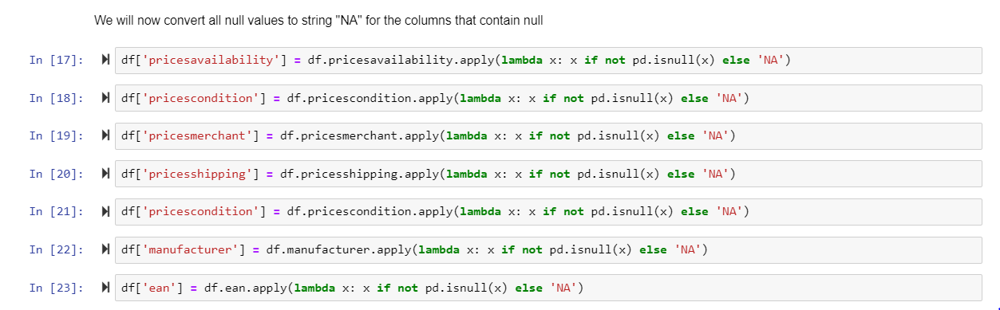 We will now convert all null values to string "NA" for the columns that contain null
In [17]: df['pricesavailability'] = df.pricesavailability.apply(lambda x: x if not pd.isnull(x) else 'NA')
In [18]: df['pricescondition'] = df.pricescondition.apply(lambda x: x if not pd.isnull(x) else 'NA')
In [19]: df['pricesmerchant'] = df.pricesmerchant.apply(lambda x: x if not pd.isnull(x) else 'NA')
In [20]: df['pricesshipping'] = df.pricesshipping.apply(lambda x: x if not pd.isnull(x) else 'NA')
In [21]: df['pricescondition'] = df.pricescondition.apply(lambda x: x if not pd.isnull(x) else 'NA')
In [22]: df['manufacturer'] = df.manufacturer.apply(lambda x: x if not pd.isnull(x) else 'NA')
In [23]: df['ean'] = df.ean.apply(lambda x: x if not pd.isnull(x) else 'NA')